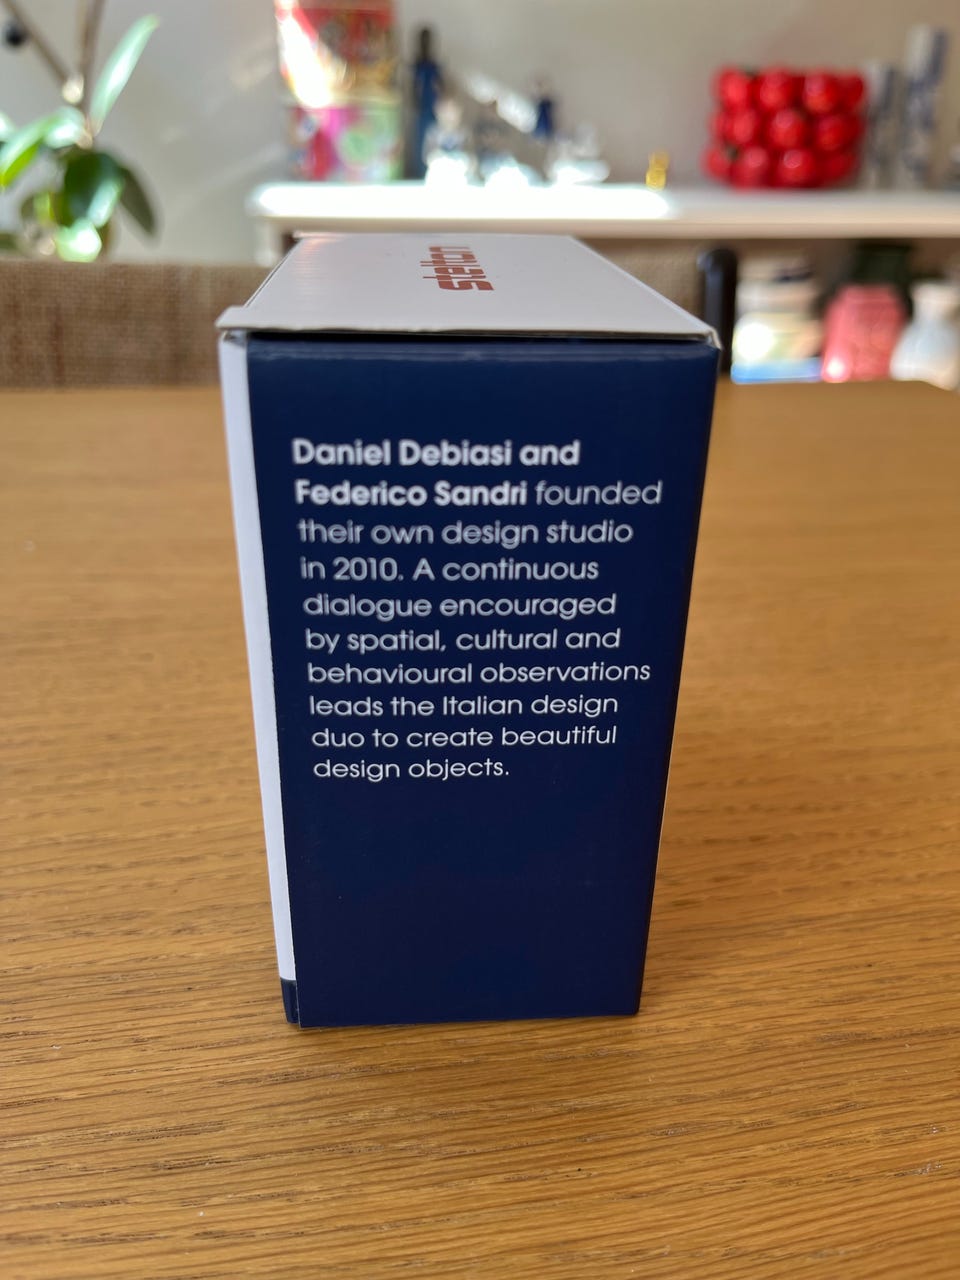 stelton
Daniel Debiasi and
Federico Sandri founded
their own design studio
in 2010. A continuous
dialogue encouraged
by spatial, cultural and
behavioural observations
leads the Italian design
duo to create beautiful
design objects.